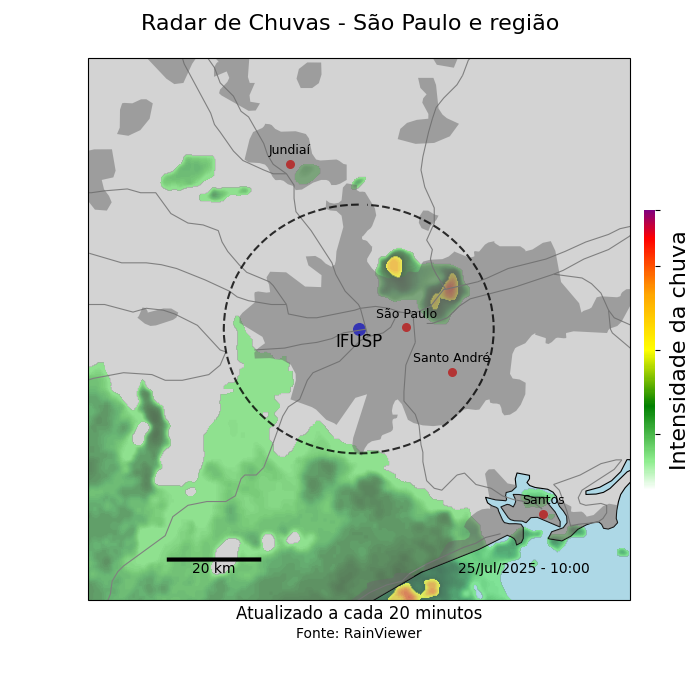 Radar de Chuvas - São Paulo e região
Jundiaí
São Paulo
IFUSP
Santo André
Santos
20 km
25/Jul/2025 - 10:00
Intensidade da chuva
Atualizado a cada 20 minutos
Fonte: RainViewer